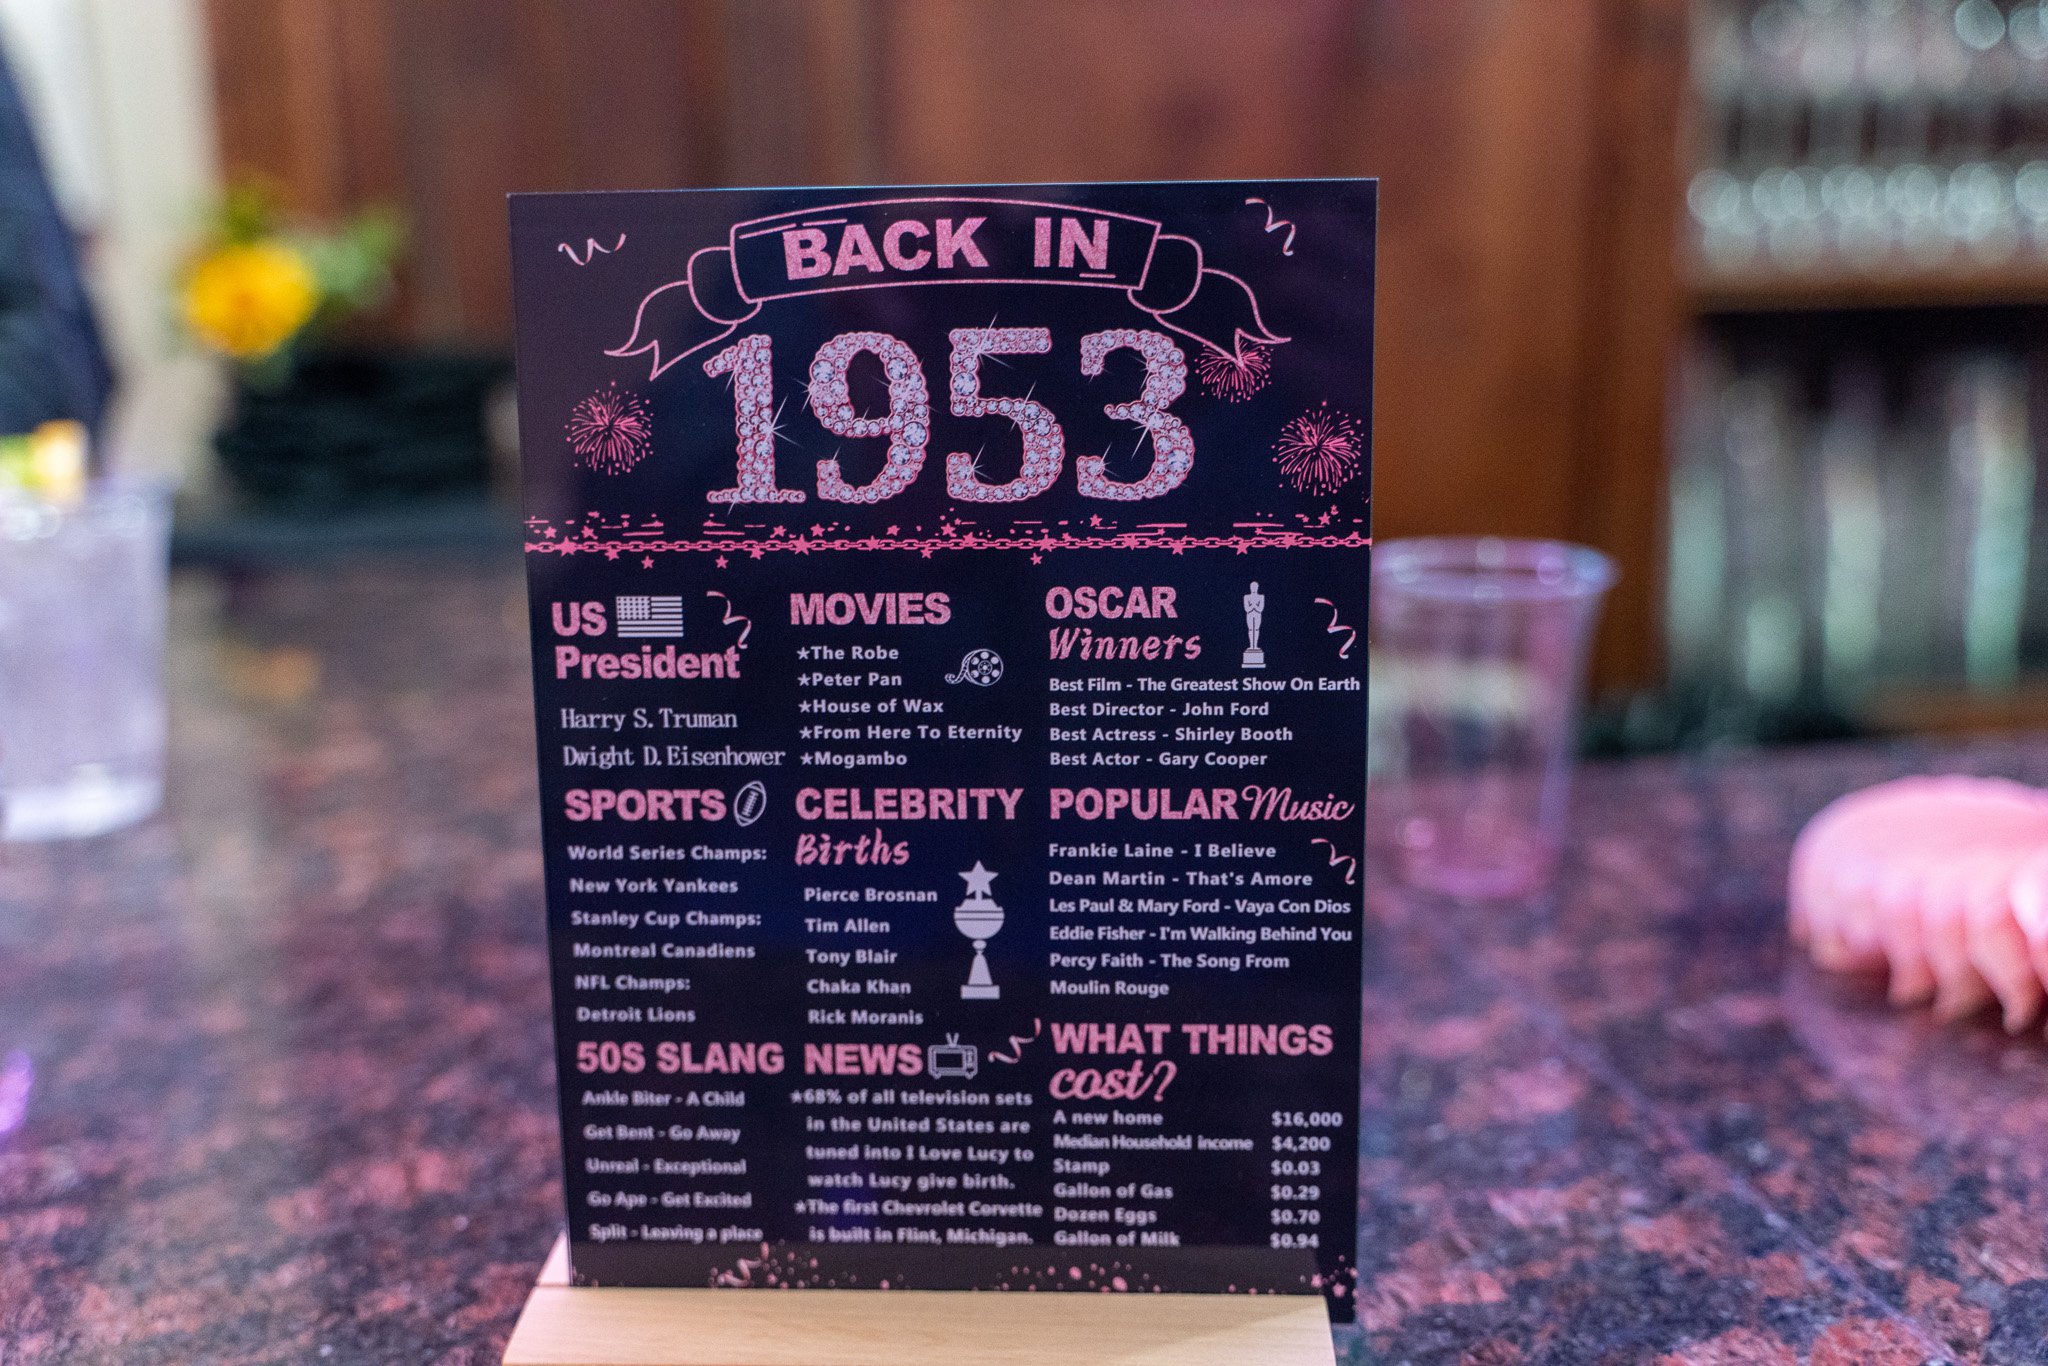 BACK IN
1953
US
President
Harry S. Truman
Dwight D. Eisenhower
MOVIES
★The Robe
★Peter Pan
★House of Wax
★From Here To Eternity
★Mogambo
OSCAR
Winners
Best Film - The Greatest Show On Earth
Best Director - John Ford
Best Actress - Shirley Booth
Best Actor - Gary Cooper
SPORTS
World Series Champs:
New York Yankees
Stanley Cup Champs:
Montreal Canadiens
NFL Champs:
Detroit Lions
CELEBRITY
Births
Pierce Brosnan
Tim Allen
Tony Blair
Chaka Khan
Rick Moranis
POPULAR Music
Frankie Laine - I Believe
Dean Martin - That's Amore
Les Paul & Mary Ford - Vaya Con Dios
Eddie Fisher - I'm Walking Behind You
Percy Faith - The Song From
Moulin Rouge
50S SLANG
Ankle Biter - A Child
Get Bent - Go Away
Unreal - Exceptional
Go Ape - Get Excited
Split - Leaving a place
NEWS
★68% of all television sets
in the United States are
tuned into I Love Lucy to
watch Lucy give birth.
★The first Chevrolet Corvette
is built in Flint, Michigan.
WHAT THINGS
cost?
A new home $16,000
Median Household income $4,200
Stamp $0.03
Gallon of Gas $0.29
Dozen Eggs $0.70
Gallon of Milk $0.94